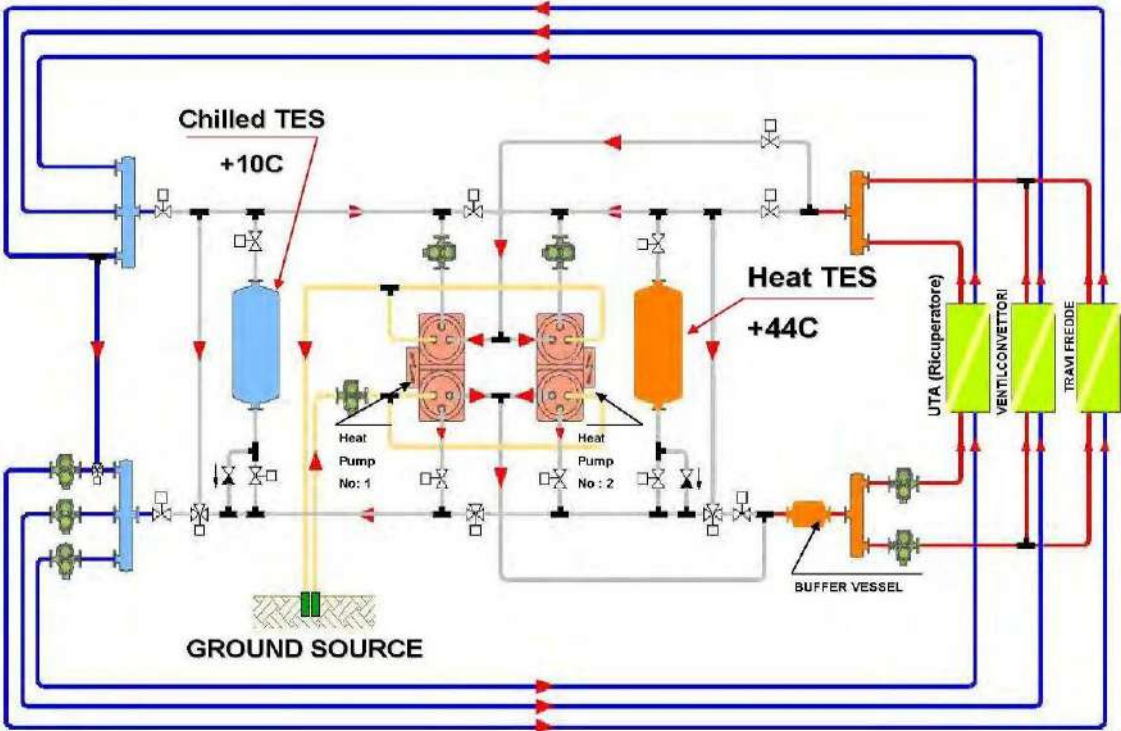 Chilled TES
+10C
Heat TES
+44C
UTA (Ricuperatore)
VENTILCONVETTORI
TRAVI FREDDE
Heat
Pump
No: 1
Heat
Pump
No : 2
BUFFER VESSEL
GROUND SOURCE